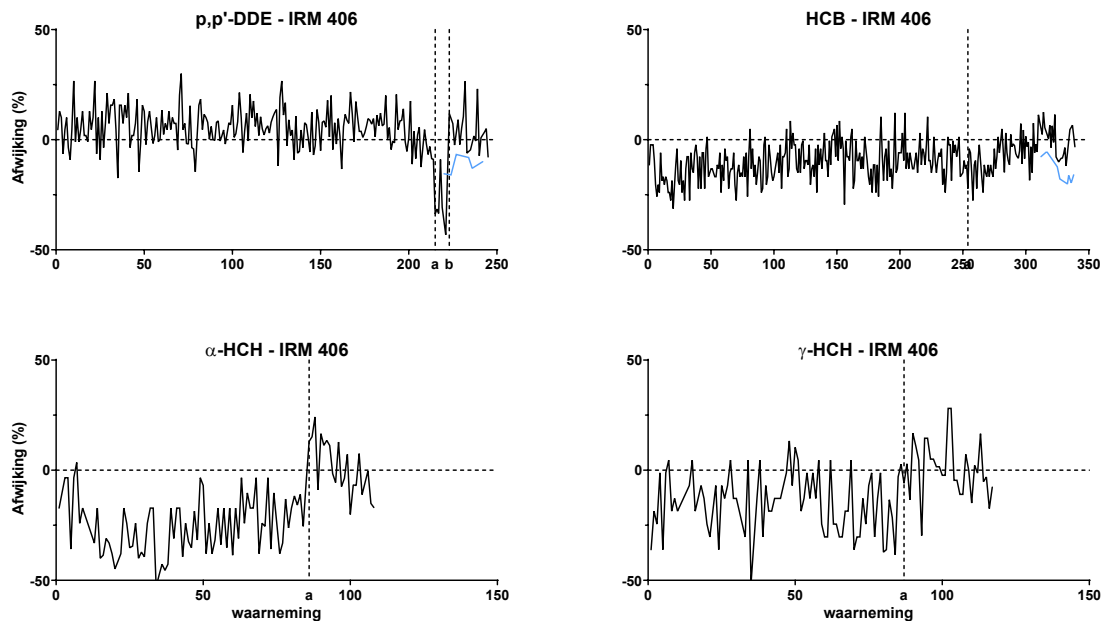 p,p'-DDE - IRM 406
50
0
-50
Afwijking (%)
0 50 100 150 200 a b 250
HCB - IRM 406
50
0
-50
0 50 100 150 200 250 300 350
α-HCH - IRM 406
50
0
-50
Afwijking (%)
0 50 a 100 150
waarneming
γ-HCH - IRM 406
50
0
-50
0 50 a 100 150
waarneming